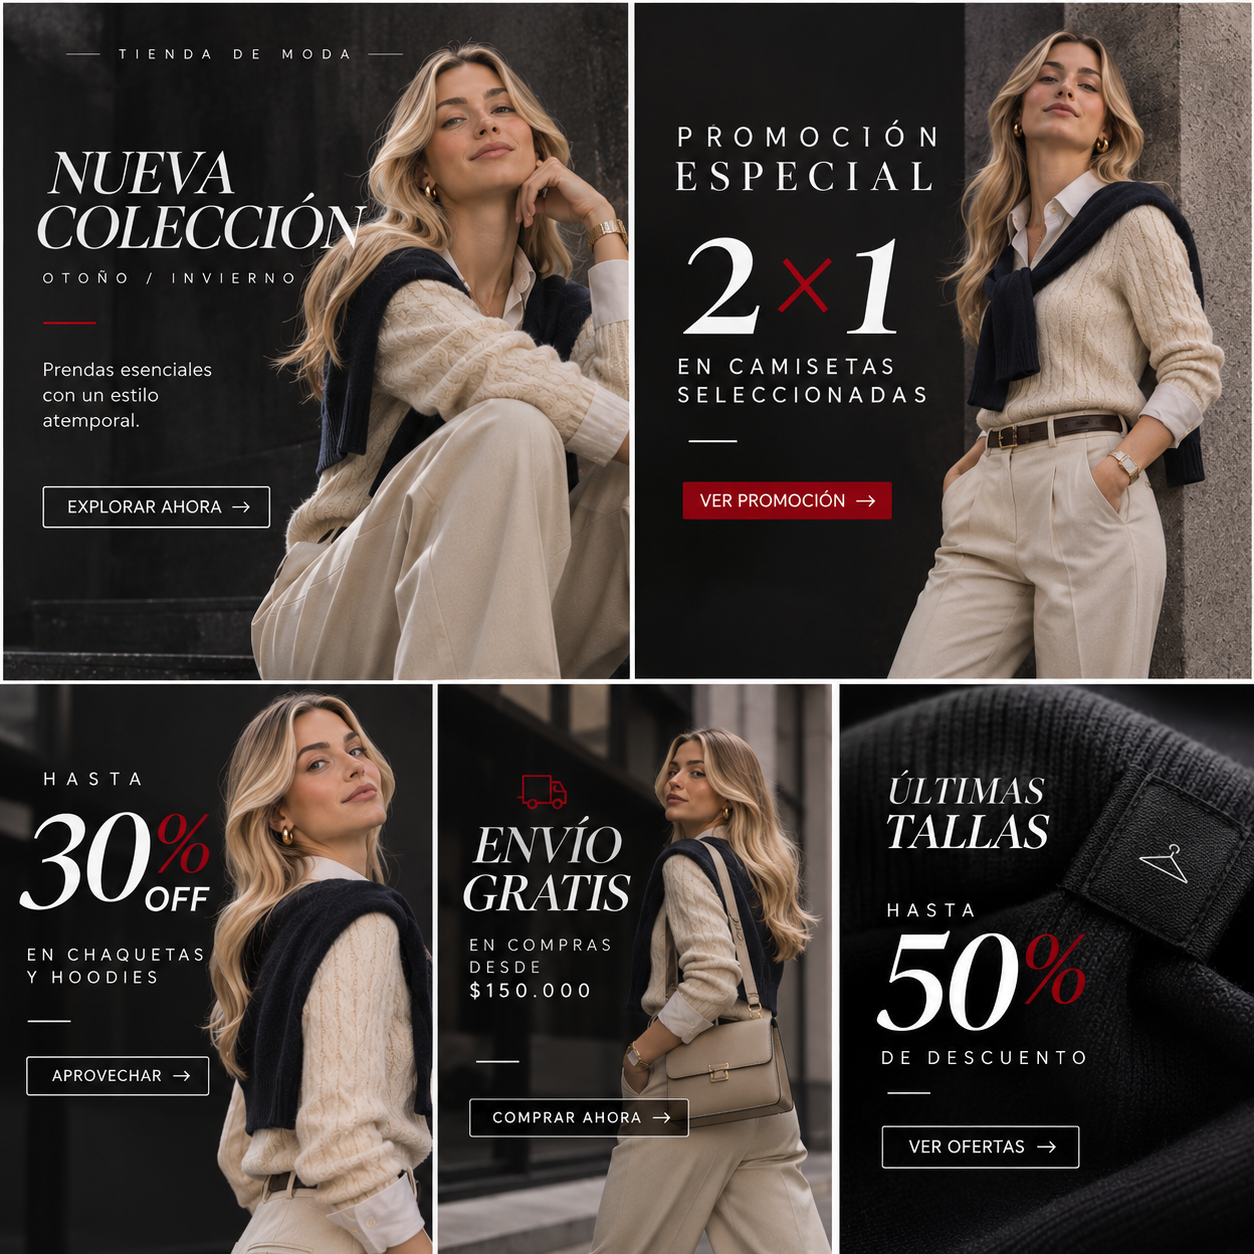 TIENDA DE MODA
NUEVA
COLECCIÓN
OTOÑO / INVIERNO
Prendas esenciales
con un estilo
atemporal.
EXPLORAR AHORA →
PROMOCIÓN
ESPECIAL
2×1
EN CAMISETAS
SELECCIONADAS
VER PROMOCIÓN →
HASTA
30%
OFF
EN CHAQUETAS
Y HOODIES
APROVECHAR →
ENVÍO
GRATIS
EN COMPRAS
DESDE
$150.000
COMPRAR AHORA →
ÚLTIMAS
TALLAS
HASTA
50%
DE DESCUENTO
VER OFERTAS →